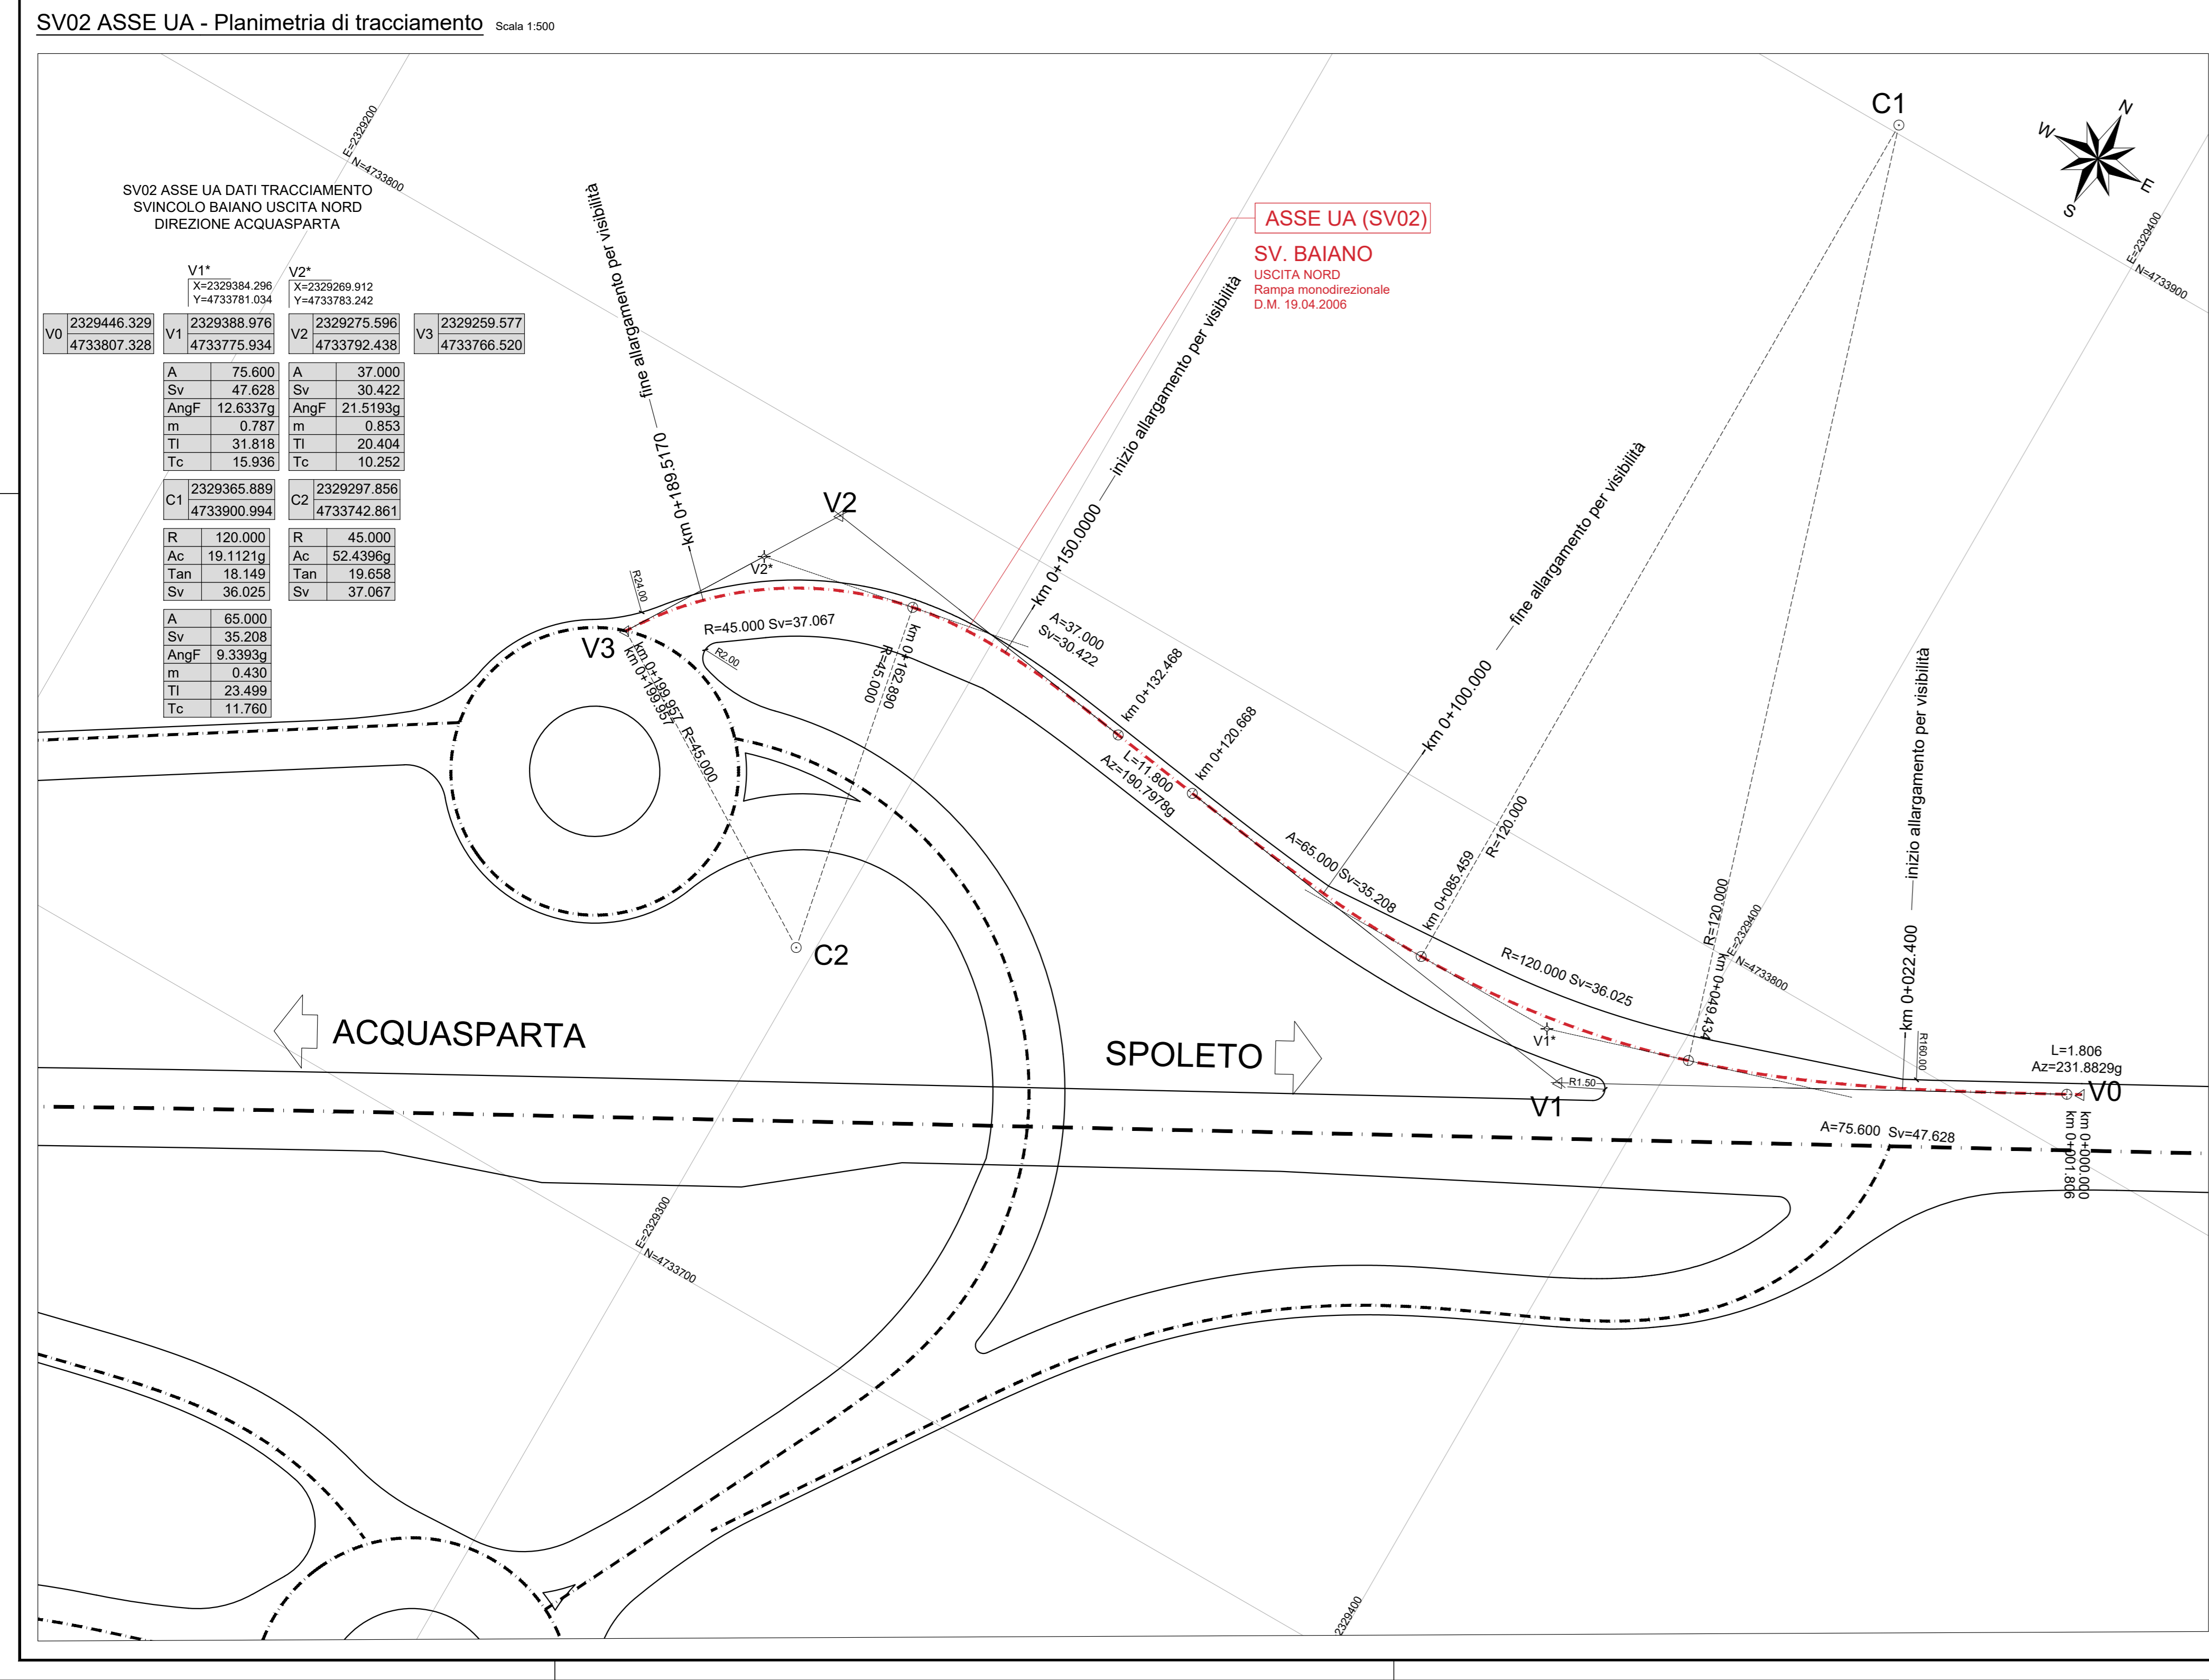 SV02 ASSE UA - Planimetria di tracciamento Scala 1:500
E=2329200
N=4733800
SV02 ASSE UA DATI TRACCIAMENTO
SVINCOLO BAIANO USCITA NORD
DIREZIONE ACQUASPARTA
V1*
X=2329384.296
Y=4733781.034
V2*
X=2329269.912
Y=4733783.242
V0 2329446.329
4733807.328
V1 2329388.976
4733775.934
V2 2329275.596
4733792.438
V3 2329259.577
4733766.520
A 75.600
Sv 47.628
AngF 12.6337g
m 0.787
Tl 31.818
Tc 15.936
A 37.000
Sv 30.422
AngF 21.5193g
m 0.853
Tl 20.404
Tc 10.252
C1 2329365.889
4733900.994
C2 2329297.856
4733742.861
R 120.000
Ac 19.1121g
Tan 18.149
Sv 36.025
R 45.000
Ac 52.4396g
Tan 19.658
Sv 37.067
A 65.000
Sv 35.208
AngF 9.3393g
m 0.430
Tl 23.499
Tc 11.760
km 0+189.5170 fine allargamento per visibilità
ASSE UA (SV02)
SV. BAIANO
USCITA NORD
Rampa monodirezionale
D.M. 19.04.2006
km 0+150.0000 inizio allargamento per visibilità
C1
N
W
E
S
E=2329400
N=4733900
V2
V2*
R24.00
V3
R=45.000 Sv=37.067
R2.00
km 0+199.957 R=45.000
km 0+199.957
km 0+162.890
R=45.000
A=37.000
Sv=30.422
km 0+132.468
L=11.800
Az=190.7978g
km 0+120.668
km 0+100.000 fine allargamento per visibilità
A=65.000 Sv=35.208
km 0+085.459
R=120.000
R=120.000 Sv=36.025
R=120.000
km 0+049.434
E=2329400
N=4733800
km 0+022.400 inizio allargamento per visibilità
R160.00
L=1.806
Az=231.8829g
V0
V1*
V1
R1.50
A=75.600 Sv=47.628
km 0+000.000
km 0+001.806
C2
ACQUASPARTA
SPOLETO
E=2329300
N=4733700
2329400